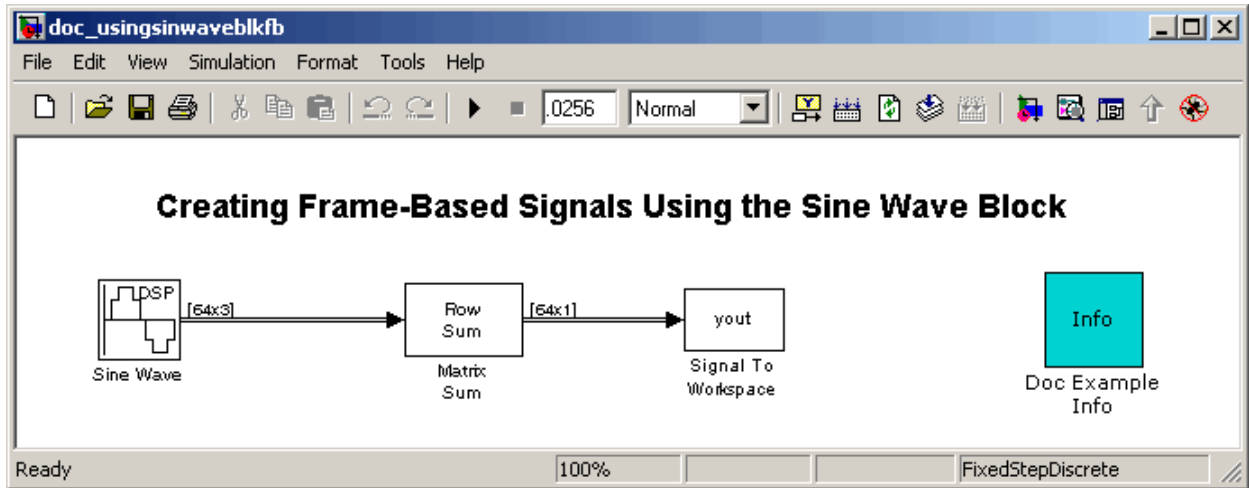 doc_usingsinwaveblkfb
File Edit View Simulation Format Tools Help
.0256 Normal
Creating Frame-Based Signals Using the Sine Wave Block
DSP
[64x3]
Sine Wave
Row
Sum
Matrix
Sum
[64x1]
yout
Signal To
Workspace
Info
Doc Example
Info
Ready 100% FixedStepDiscrete